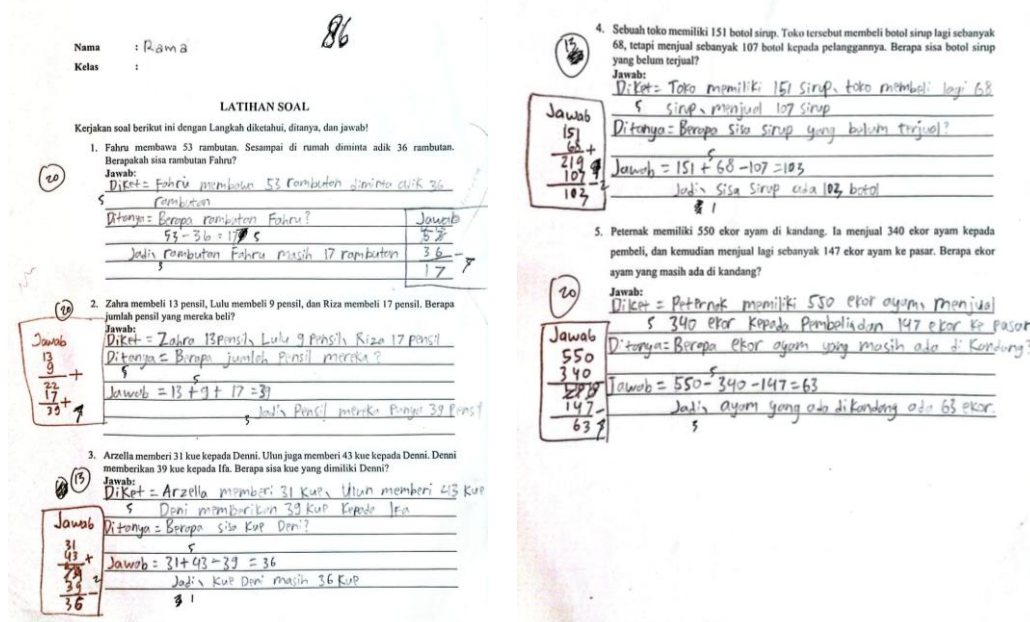 86
Nama : Rama
Kelas :
LATIHAN SOAL
Kerjakan soal berikut ini dengan Langkah diketahui, ditanya, dan jawab!
1. Fahru membawa 53 rambutan. Sesampai di rumah diminta adik 36 rambutan.
Berapakah sisa rambutan Fahru?
20
Jawab:
Diket = Fahru membawa 53 rambutan diminta adik 36
5
rambutan
Ditanya = Berapa rambutan Fahru?
53 - 36 = 17 5
Jadi, rambutan Fahru masih 17 rambutan
5
Jawab
53
36 -
17
2. Zahra membeli 13 pensil, Lulu membeli 9 pensil, dan Riza membeli 17 pensil. Berapa
jumlah pensil yang mereka beli?
20
Jawab:
Diket = Zahra 13 Pensil, Lulu 9 Pensil, Riza 17 Pensil
Ditanya = Berapa jumlah Pensil mereka?
5
5
Jawab = 13 + 9 + 17 = 39
Jadi, Pensil mereka Punya 39 Pensi
5
Jawab
13
9 +
22
17 +
39
3. Arzella memberi 31 kue kepada Denni. Ulun juga memberi 43 kue kepada Denni. Denni
memberikan 39 kue kepada Ifa. Berapa sisa kue yang dimiliki Denni?
13
Jawab:
Diket = Arzella memberi 31 Kue, Ulun memberi 43 Kue
5 Deni memberikan 39 Kue Kepada Ifa
Ditanya = Berapa sisa Kue Deni?
5
Jawab = 31 + 43 - 39 = 36
Jadi, Kue Deni masih 36 Kue
1
Jawab
31
43 +
39 - 2
36
4. Sebuah toko memiliki 151 botol sirup. Toko tersebut membeli botol sirup lagi sebanyak
68, tetapi menjual sebanyak 107 botol kepada pelanggannya. Berapa sisa botol sirup
yang belum terjual?
13
Jawab:
Diket = Toko memiliki 151 Sirup, toko membeli lagi 68
5 Sirup, menjual 107 Sirup
Ditanya = Berapa Sisa Sirup yang belum terjual?
5
Jawab = 151 + 68 - 107 = 103
Jadi, Sisa Sirup ada 103 botol
1
Jawab
151
68 +
219
107 - 2
103
5. Peternak memiliki 550 ekor ayam di kandang. Ia menjual 340 ekor ayam kepada
pembeli, dan kemudian menjual lagi sebanyak 147 ekor ayam ke pasar. Berapa ekor
ayam yang masih ada di kandang?
20
Jawab:
Diket = Peternak memiliki 550 ekor ayam, menjual
5 340 ekor Kepada Pembeli, dan 147 ekor Ke Pasar
Ditanya = Berapa ekor ayam yang masih ada di Kandang?
5
Jawab = 550 - 340 - 147 = 63
Jadi, ayam yang ada di Kandang ada 63 ekor.
5
Jawab
550
340
147 -
63